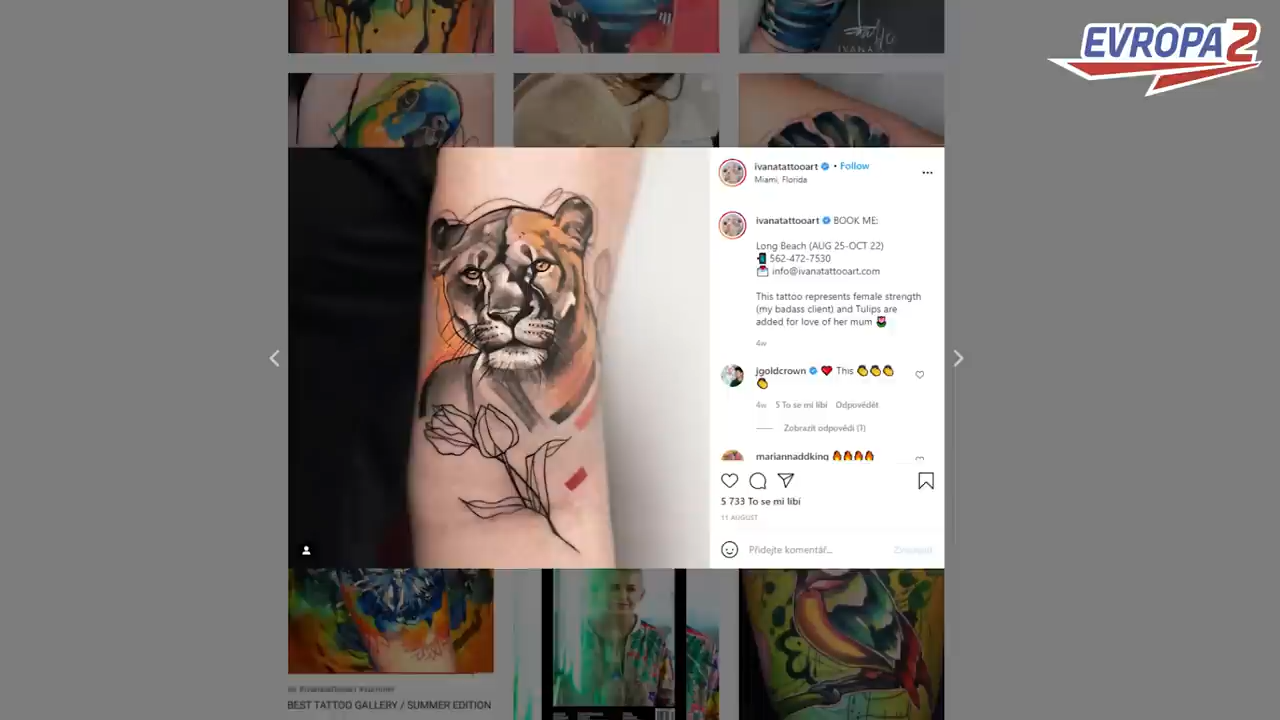 EVROPA2
IVANA
ivanatattooart • Follow
Miami, Florida
ivanatattooart BOOK ME:
Long Beach (AUG 25-OCT 22)
562-472-7530
info@ivanatattooart.com
This tattoo represents female strength
(my badass client) and Tulips are
added for love of her mum
4w
jgoldcrown This
4w 5 To se mi líbí Odpovědět
Zobrazit odpovědi (1)
mariannaddking
5 733 To se mi líbí
11 AUGUST
Přidejte komentář...
Zveřejnit
BEST TATTOO GALLERY / SUMMER EDITION